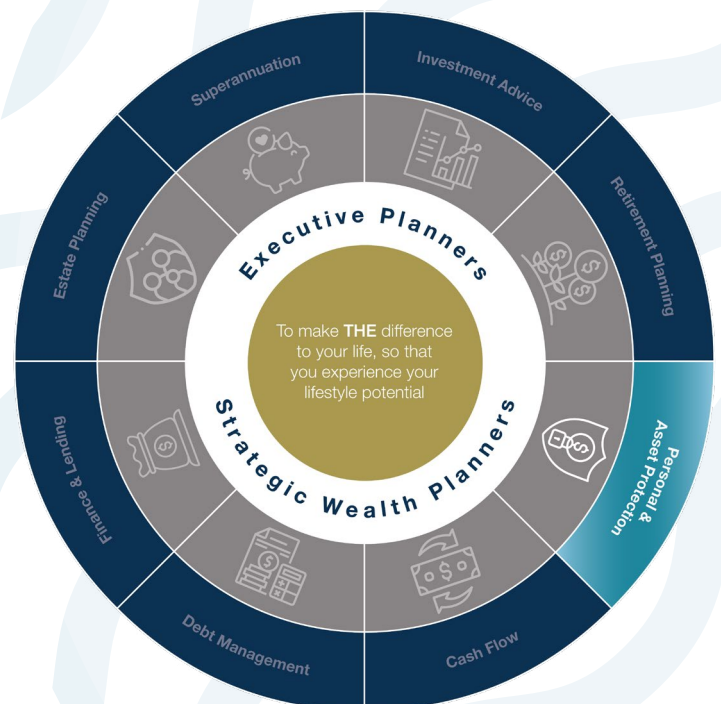 Superannuation
Investment Advice
Estate Planning
Retirement Planning
Executive Planners
To make THE difference
to your life, so that
you experience your
lifestyle potential
Strategic Wealth Planners
Personal &
Asset Protection
Finance & Lending
Debt Management
Cash Flow